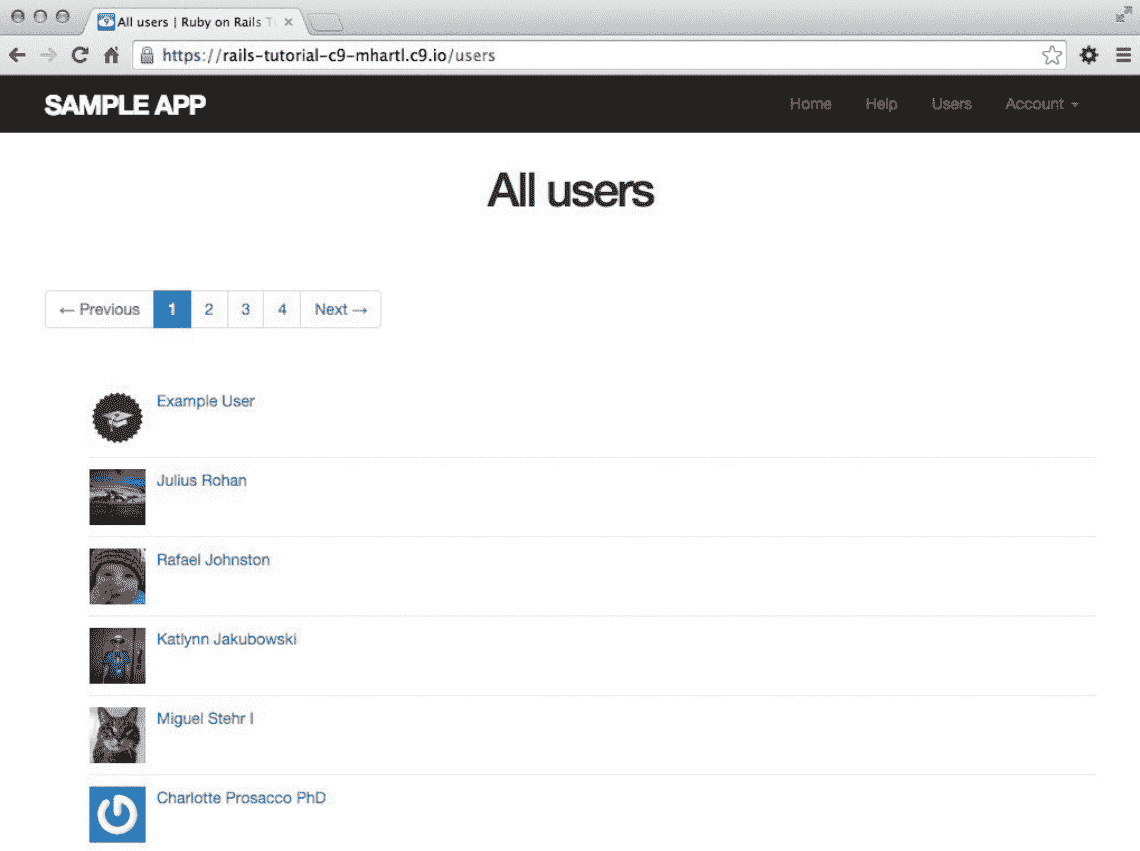 All users | Ruby on Rails Tu
https://rails-tutorial-c9-mhartl.c9.io/users
SAMPLE APP Home Help Users Account
All users
← Previous 1 2 3 4 Next →
Example User
Julius Rohan
Rafael Johnston
Katlynn Jakubowski
Miguel Stehr I
Charlotte Prosacco PhD